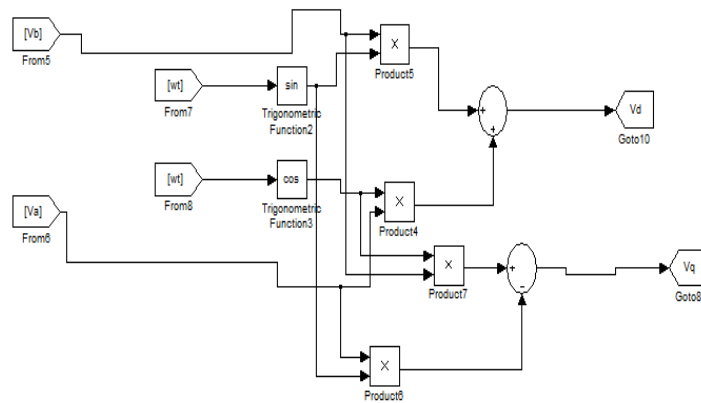 [Vb]
From5
X
Product5
[wt]
From7
sin
Trigonometric
Function2
+
+
Vd
Goto10
[wt]
From8
cos
Trigonometric
Function3
X
Product4
[Va]
From6
X
Product7
+
-
Vq
Goto8
X
Product6